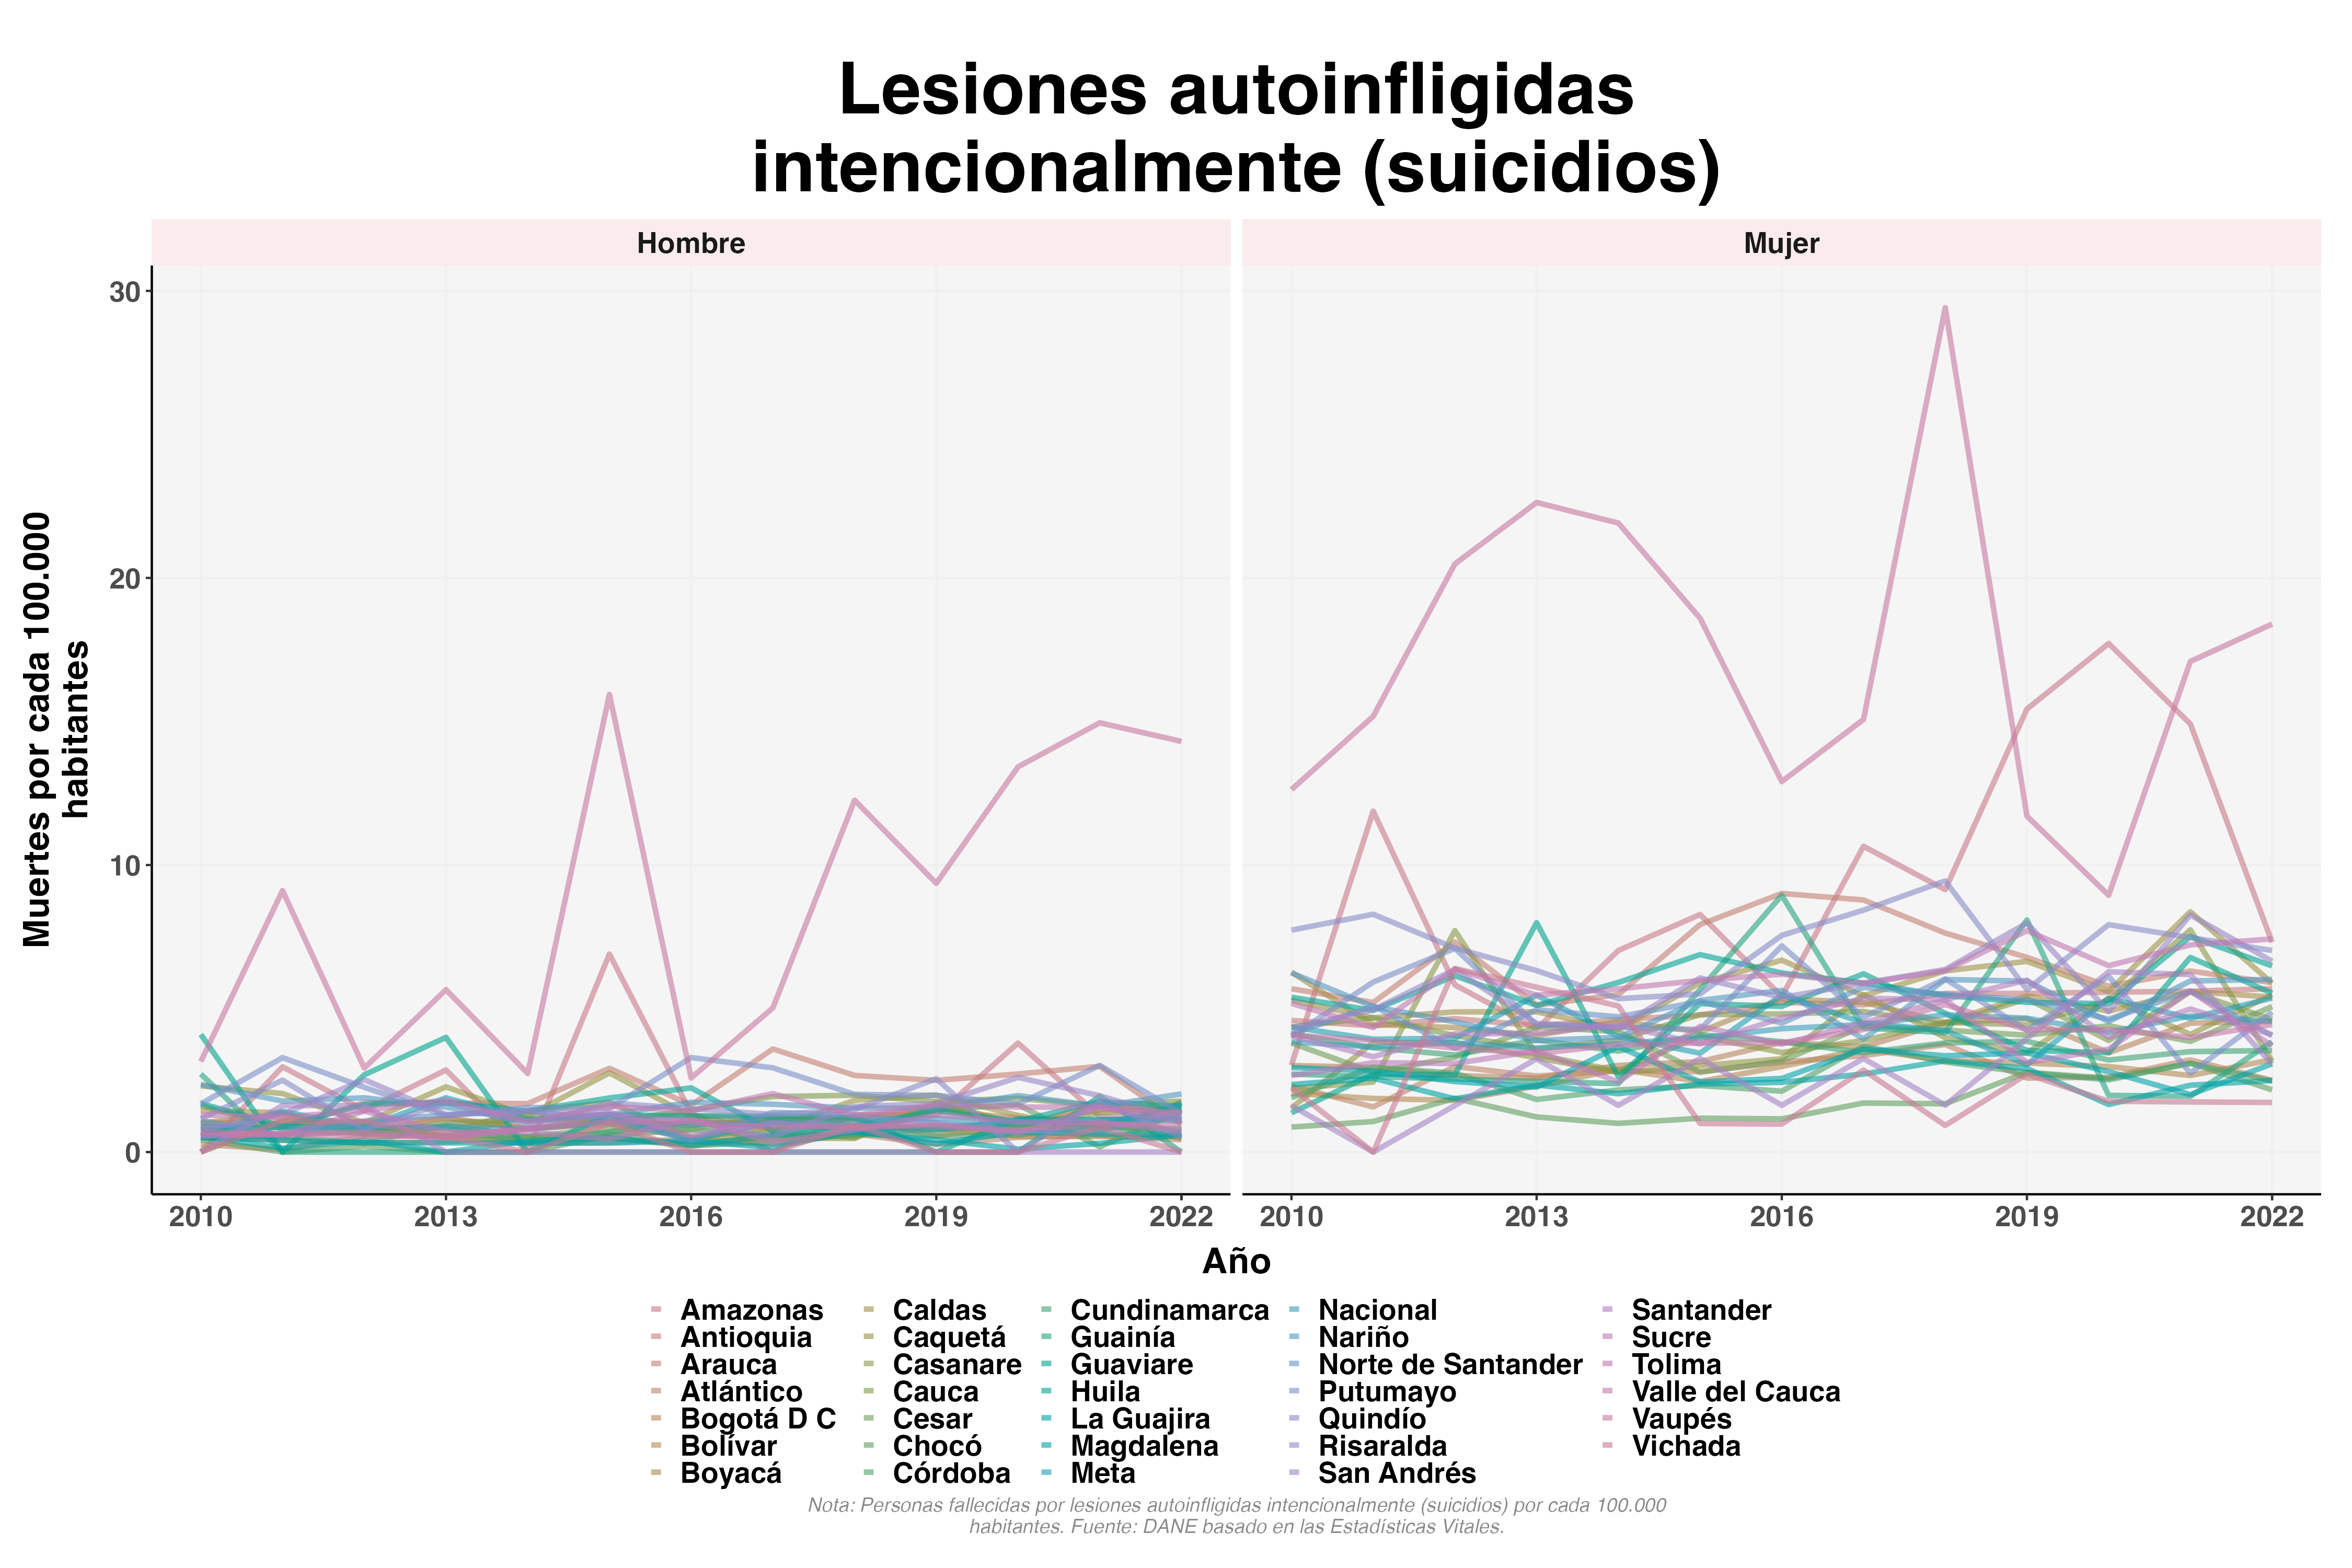 Lesiones autoinfligidas
intencionalmente (suicidios)
Hombre
Mujer
Muertes por cada 100.000
habitantes
30
20
10
0
2010
2013
2016
2019
2022
2010
2013
2016
2019
2022
Año
Amazonas
Antioquia
Arauca
Atlántico
Bogotá D C
Bolívar
Boyacá
Caldas
Caquetá
Casanare
Cauca
Cesar
Chocó
Córdoba
Cundinamarca
Guainía
Guaviare
Huila
La Guajira
Magdalena
Meta
Nacional
Nariño
Norte de Santander
Putumayo
Quindío
Risaralda
San Andrés
Santander
Sucre
Tolima
Valle del Cauca
Vaupés
Vichada
Nota: Personas fallecidas por lesiones autoinfligidas intencionalmente (suicidios) por cada 100.000
habitantes. Fuente: DANE basado en las Estadísticas Vitales.